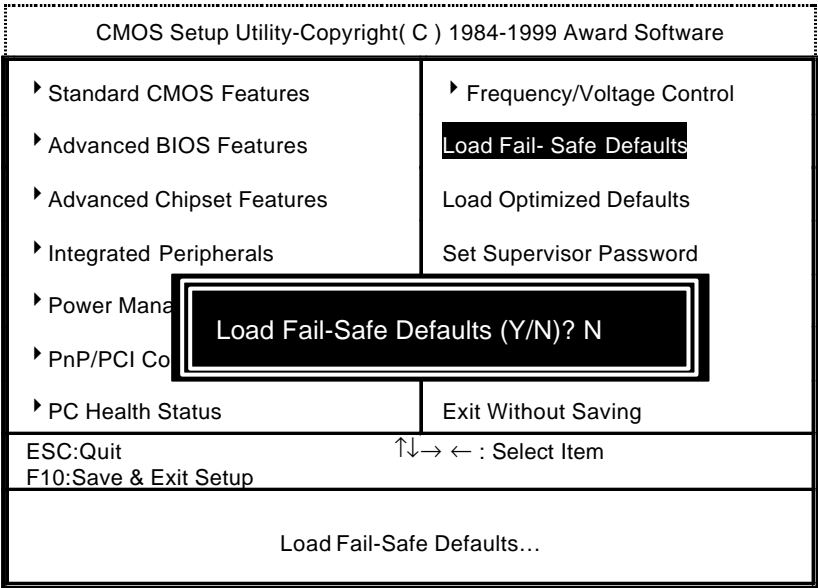 CMOS Setup Utility-Copyright( C ) 1984-1999 Award Software
Standard CMOS Features
Frequency/Voltage Control
Advanced BIOS Features
Load Fail- Safe Defaults
Advanced Chipset Features
Load Optimized Defaults
Integrated Peripherals
Set Supervisor Password
Power Mana
Load Fail-Safe Defaults (Y/N)? N
PnP/PCI Co
PC Health Status
Exit Without Saving
ESC:Quit ↑↓→ ← : Select Item
F10:Save & Exit Setup
Load Fail-Safe Defaults…